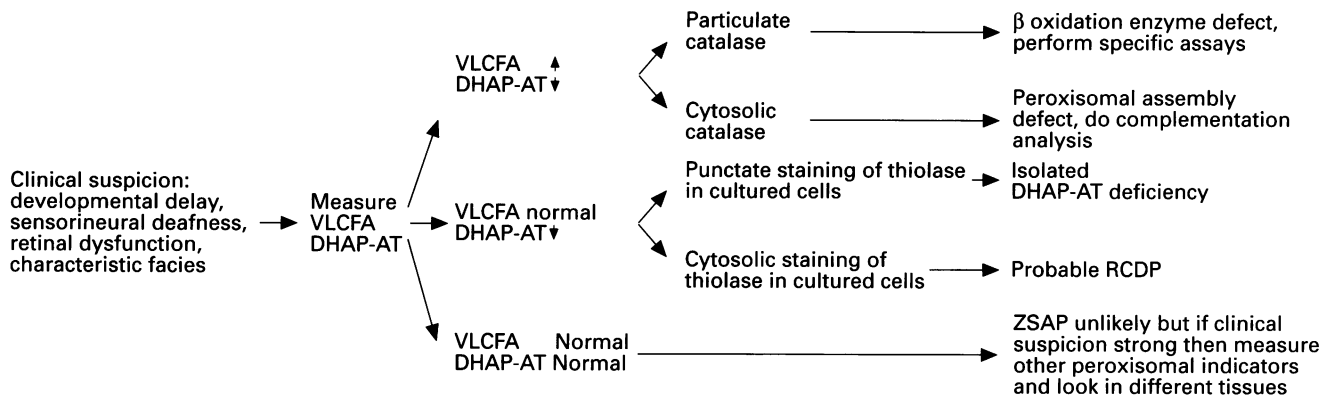 Clinical suspicion:
developmental delay,
sensorineural deafness,
retinal dysfunction,
characteristic facies
Measure
VLCFA
DHAP-AT
VLCFA
DHAP-AT
Particulate
catalase
β oxidation enzyme defect,
perform specific assays
Cytosolic
catalase
Peroxisomal assembly
defect, do complementation
analysis
VLCFA normal
DHAP-AT
Punctate staining of thiolase
in cultured cells
Isolated
DHAP-AT deficiency
Cytosolic staining of
thiolase in cultured cells
Probable RCDP
VLCFA Normal
DHAP-AT Normal
ZSAP unlikely but if clinical
suspicion strong then measure
other peroxisomal indicators
and look in different tissues